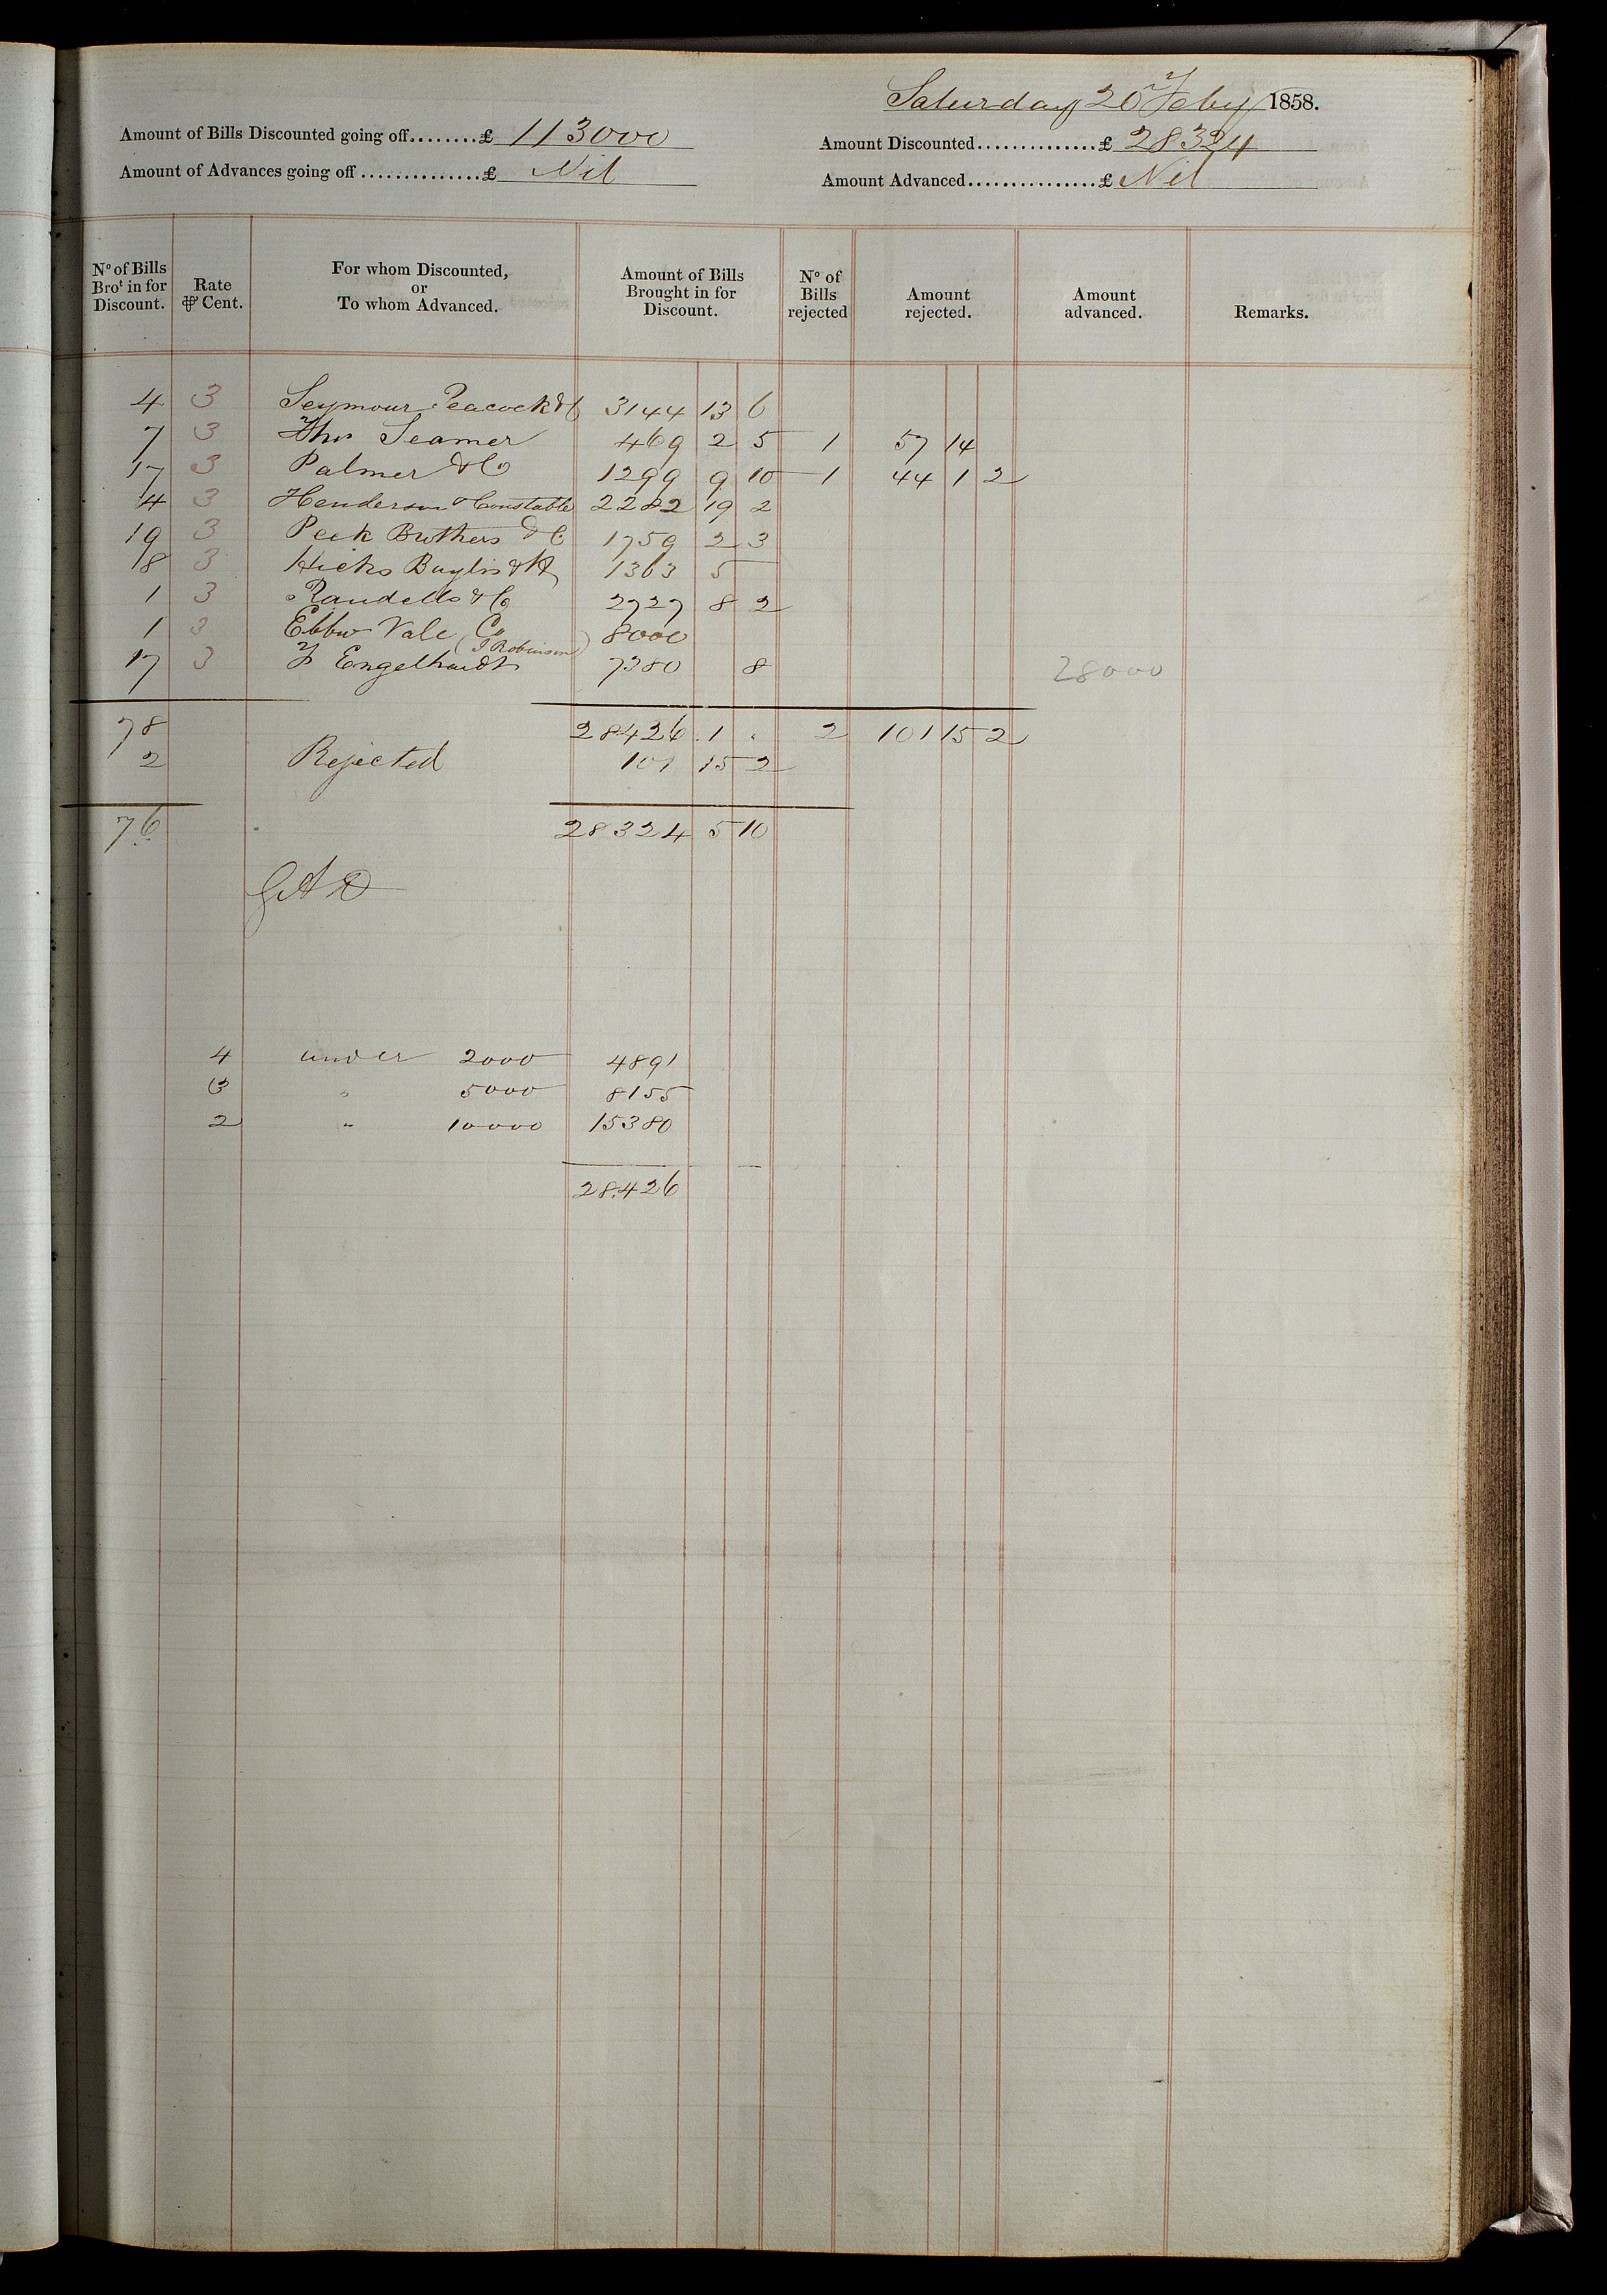 Saturday 20 Feby 1858.
Amount of Bills Discounted going off........£ 113000
Amount Discounted..............£ 28324
Amount of Advances going off..............£ Nil
Amount Advanced...............£ Nil
No of Bills Brot in for Discount.
Rate ⅌ Cent.
For whom Discounted, or To whom Advanced.
Amount of Bills Brought in for Discount.
No of Bills rejected
Amount rejected.
Amount advanced.
Remarks.
4 3 Seymour Peacock & C 3144 13 6
7 3 Thos Seamer 469 2 5 1 57 14
17 3 Palmer & Co 1299 9 10 1 44 1 2
4 3 Henderson & Constable 2282 19 2
19 3 Peek Brothers & C 1759 2 3
8 3 Hicks Baylis & 1363 5
1 3 Randells & Co 2727 8 2
1 3 Ebbw Vale Co (T Robinson) 8000
17 3 F Engelhardt 7380 8 28000
78 28426 . 1 . 2 101 15 2
2 Rejected 101 15 2
76 28324 5 10
4 under 2000 4891
3 " 5000 8155
2 " 10000 15380
28.426